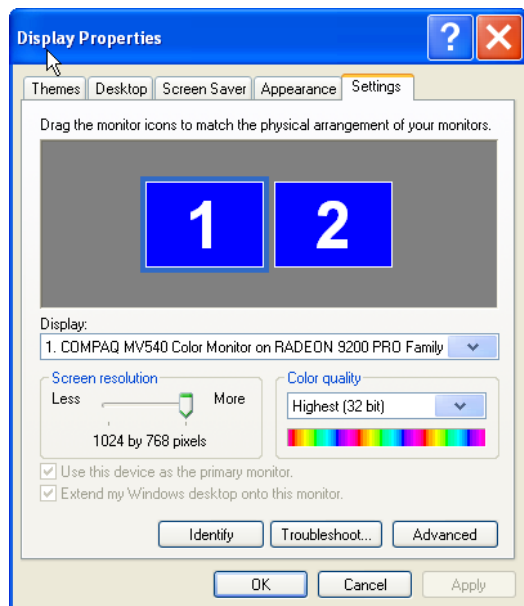 Display Properties
Themes Desktop Screen Saver Appearance Settings
Drag the monitor icons to match the physical arrangement of your monitors.
1 2
Display:
1. COMPAQ MV540 Color Monitor on RADEON 9200 PRO Family
Screen resolution
Less More
1024 by 768 pixels
Color quality
Highest (32 bit)
Use this device as the primary monitor.
Extend my Windows desktop onto this monitor.
Identify Troubleshoot... Advanced
OK Cancel Apply